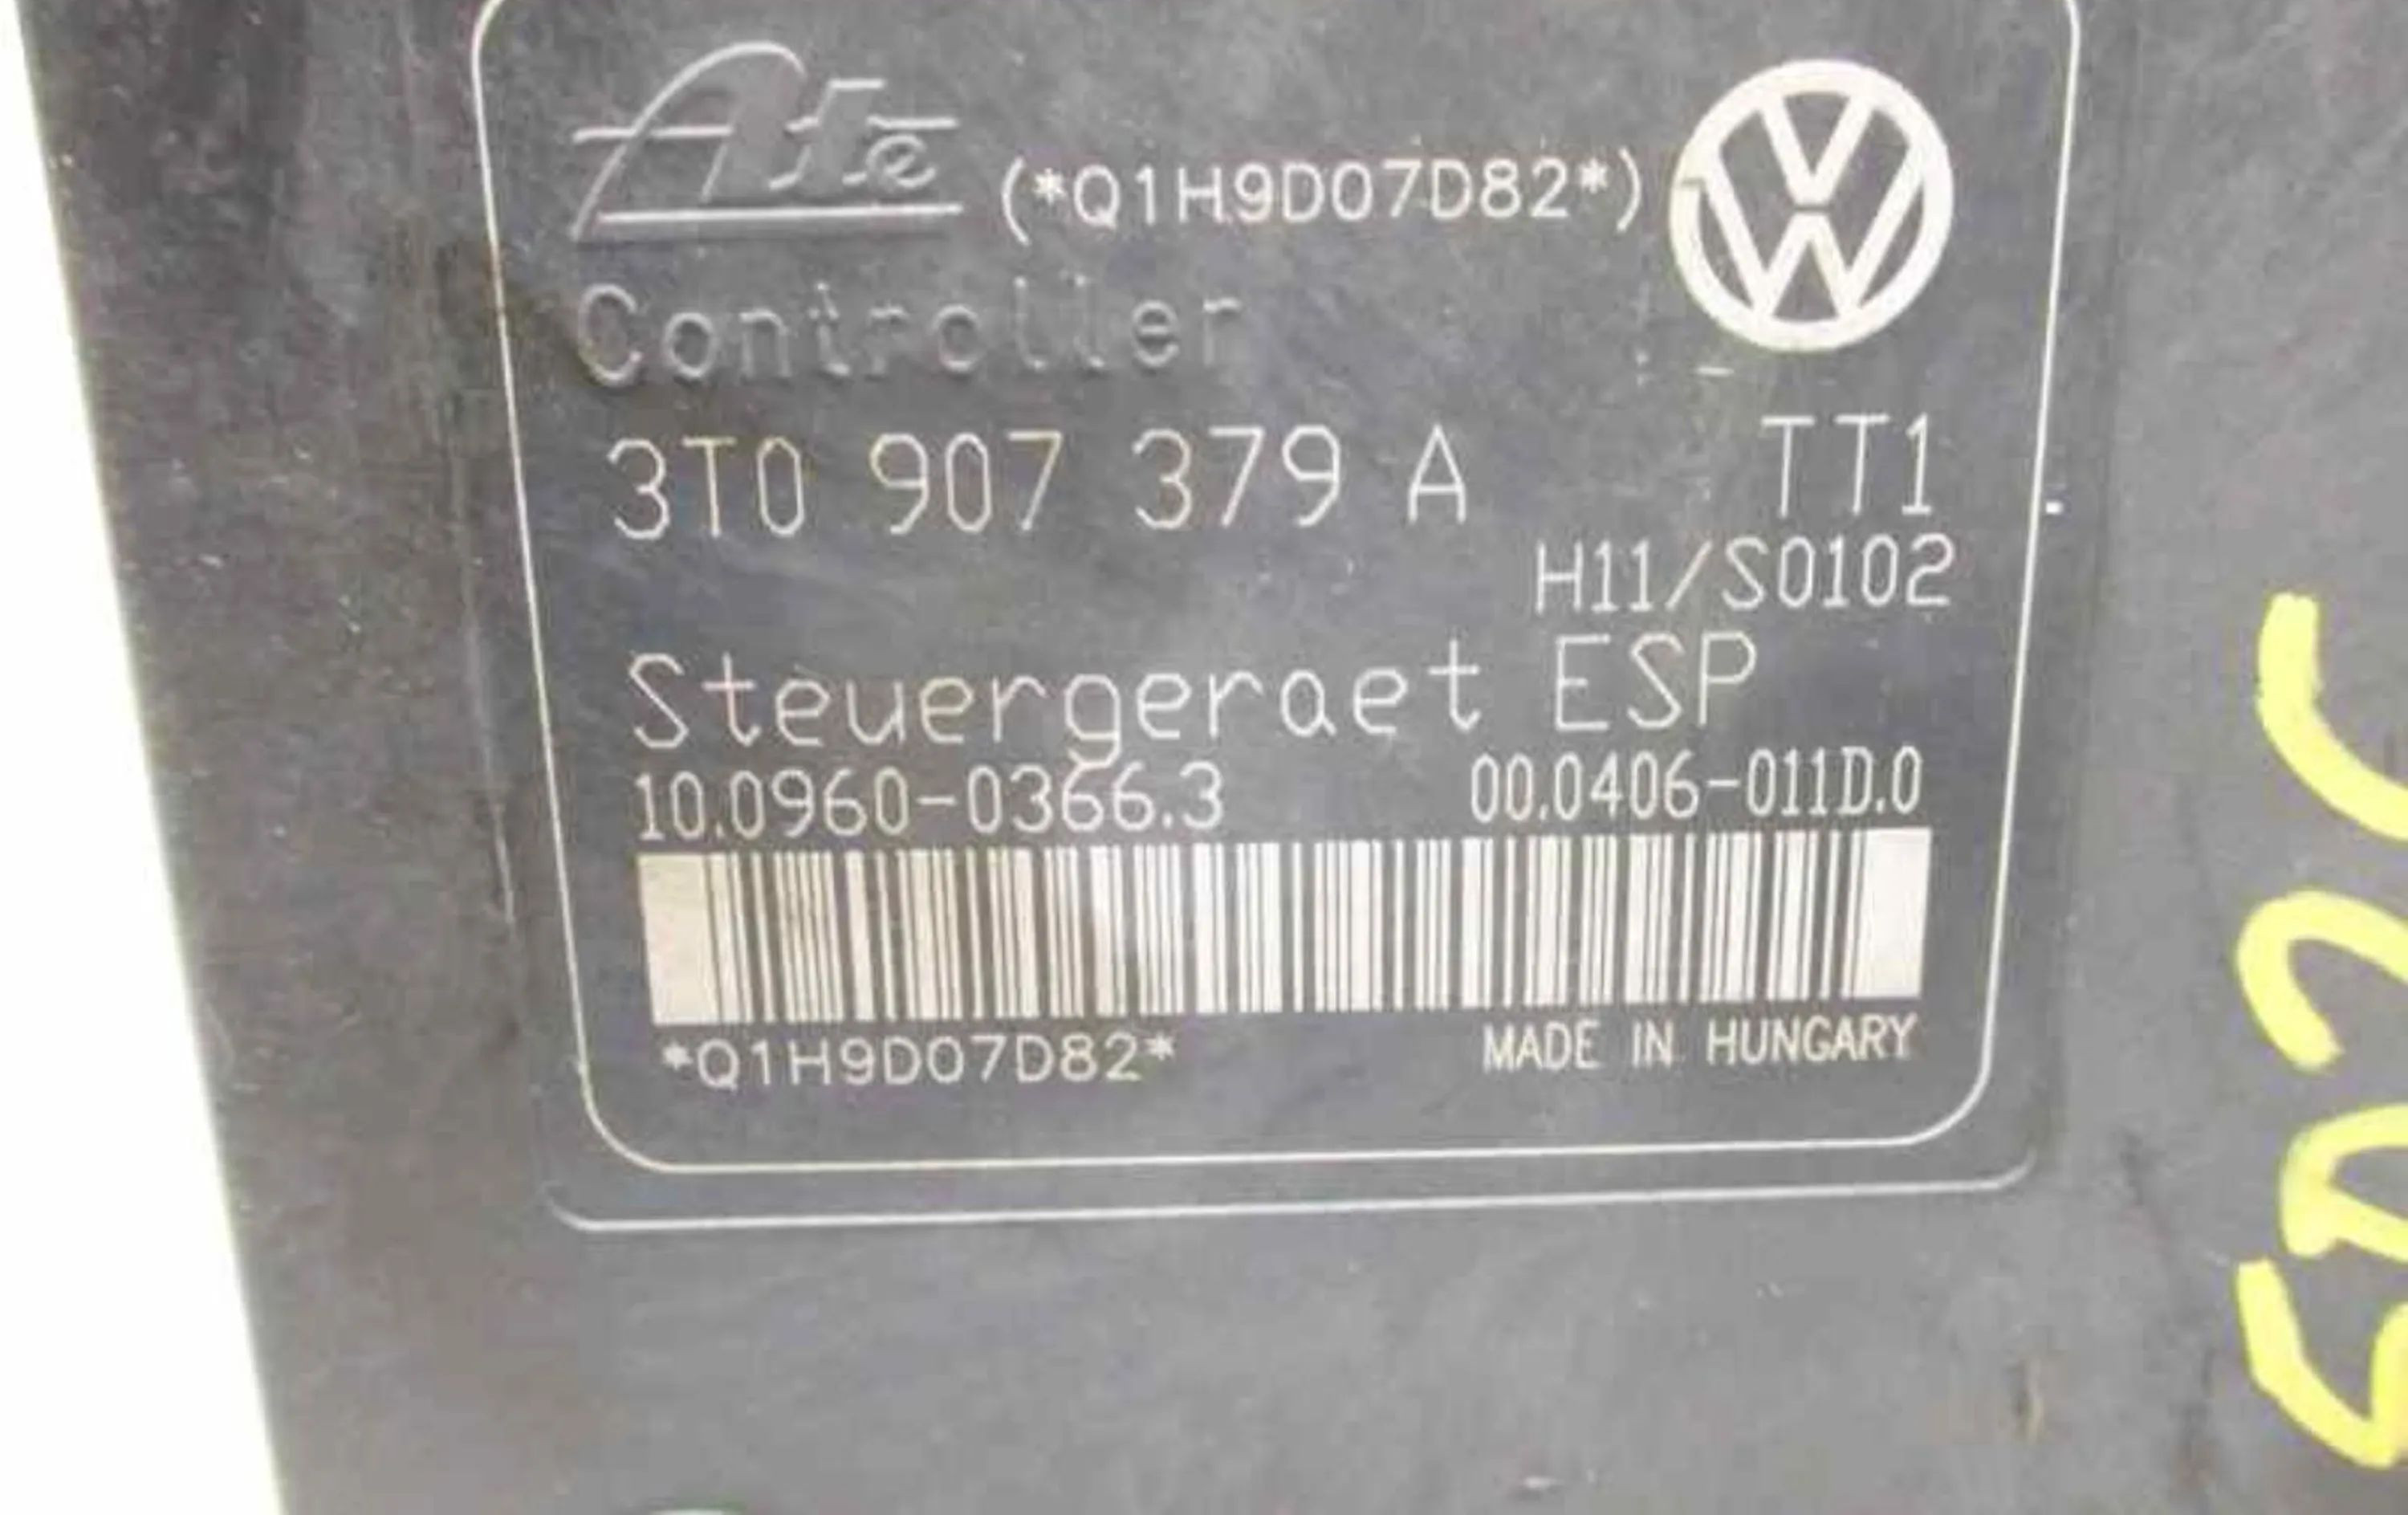 Ate (*Q1H9D07D82*)
Controller
3T0 907 379 A TT1
H11/S0102
Steuergeraet ESP
10.0960-0366.3 00.0406-011D.0
*Q1H9D07D82*
MADE IN HUNGARY